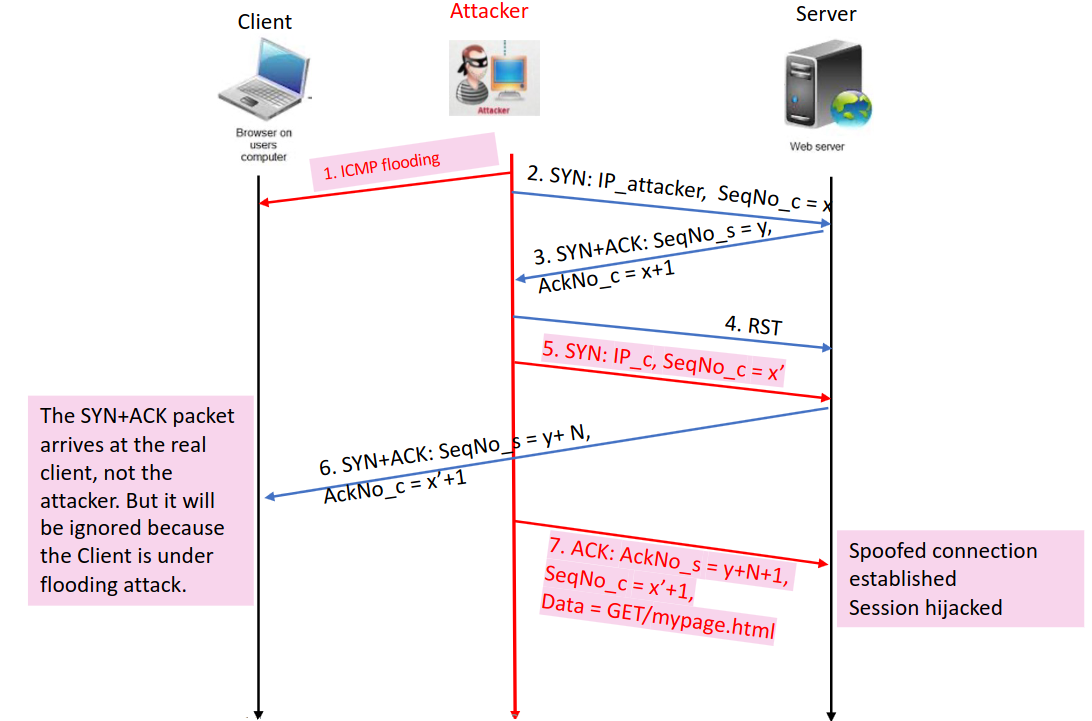 Client
Attacker
Server
Attacker
Browser on
users
computer
Web server
1. ICMP flooding
2. SYN: IP_attacker, SeqNo_c = x
3. SYN+ACK: SeqNo_s = y,
AckNo_c = x+1
4. RST
5. SYN: IP_c, SeqNo_c = x’
6. SYN+ACK: SeqNo_s = y+ N,
AckNo_c = x’+1
The SYN+ACK packet
arrives at the real
client, not the
attacker. But it will
be ignored because
the Client is under
flooding attack.
7. ACK: AckNo_s = y+N+1,
SeqNo_c = x’+1,
Data = GET/mypage.html
Spoofed connection
established
Session hijacked